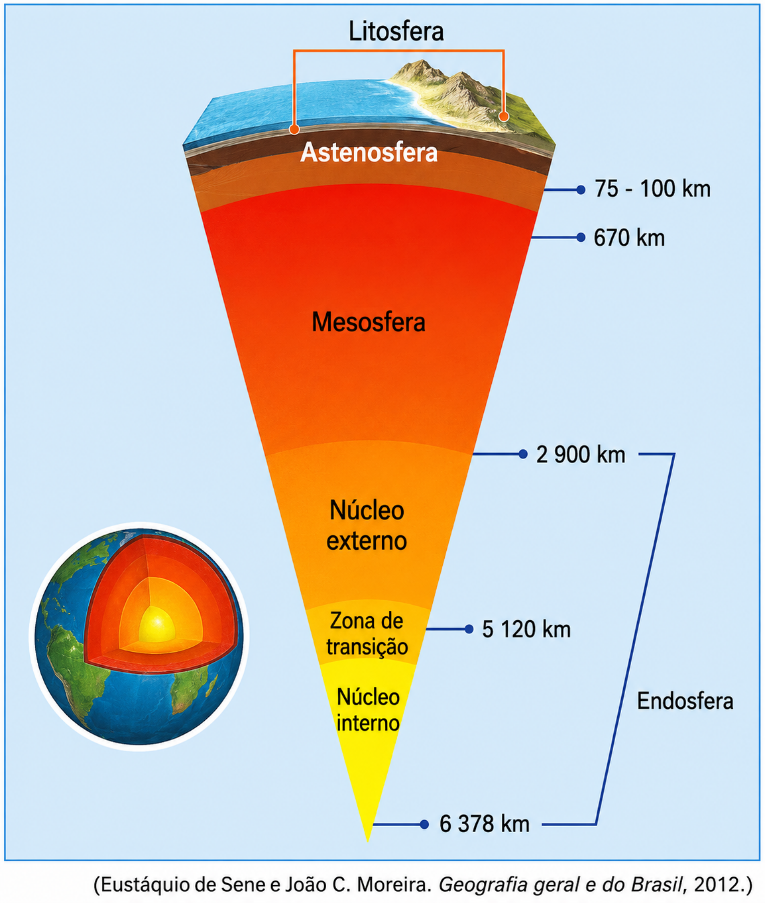 Litosfera
Astenosfera
75 - 100 km
670 km
Mesosfera
2 900 km
Núcleo
externo
Zona de
transição
5 120 km
Núcleo
interno
Endosfera
6 378 km
(Eustáquio de Sene e João C. Moreira. Geografia geral e do Brasil, 2012.)